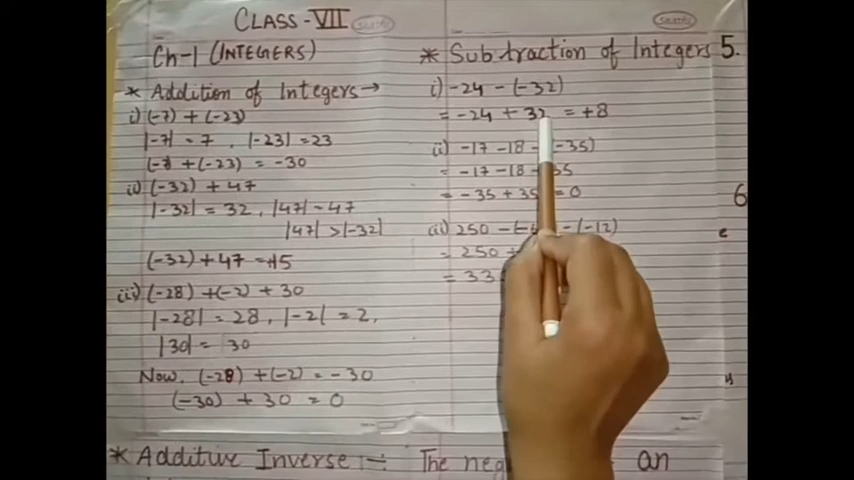 CLASS - VII
Ch-1 (INTEGERS)
* Addition of Integers →
i) (-7) + (-23)
|-7| = 7 , |-23| = 23
(-7) + (-23) = -30
ii) (-32) + 47
|-32| = 32, |47| = 47
|47| > |-32|
(-32) + 47 = +15
iii) (-28) + (-2) + 30
|-28| = 28, |-2| = 2,
|30| = 30
Now, (-28) + (-2) = -30
(-30) + 30 = 0
* Subtraction of Integers
i) -24 - (-32)
= -24 + 32 = +8
(ii) -17 -18 - (-35)
= -17 -18 + 35
= -35 + 35 = 0
(iii) 250 - - (-12)
= 250 +
= 33
5.
6
* Additive Inverse :- The neg an